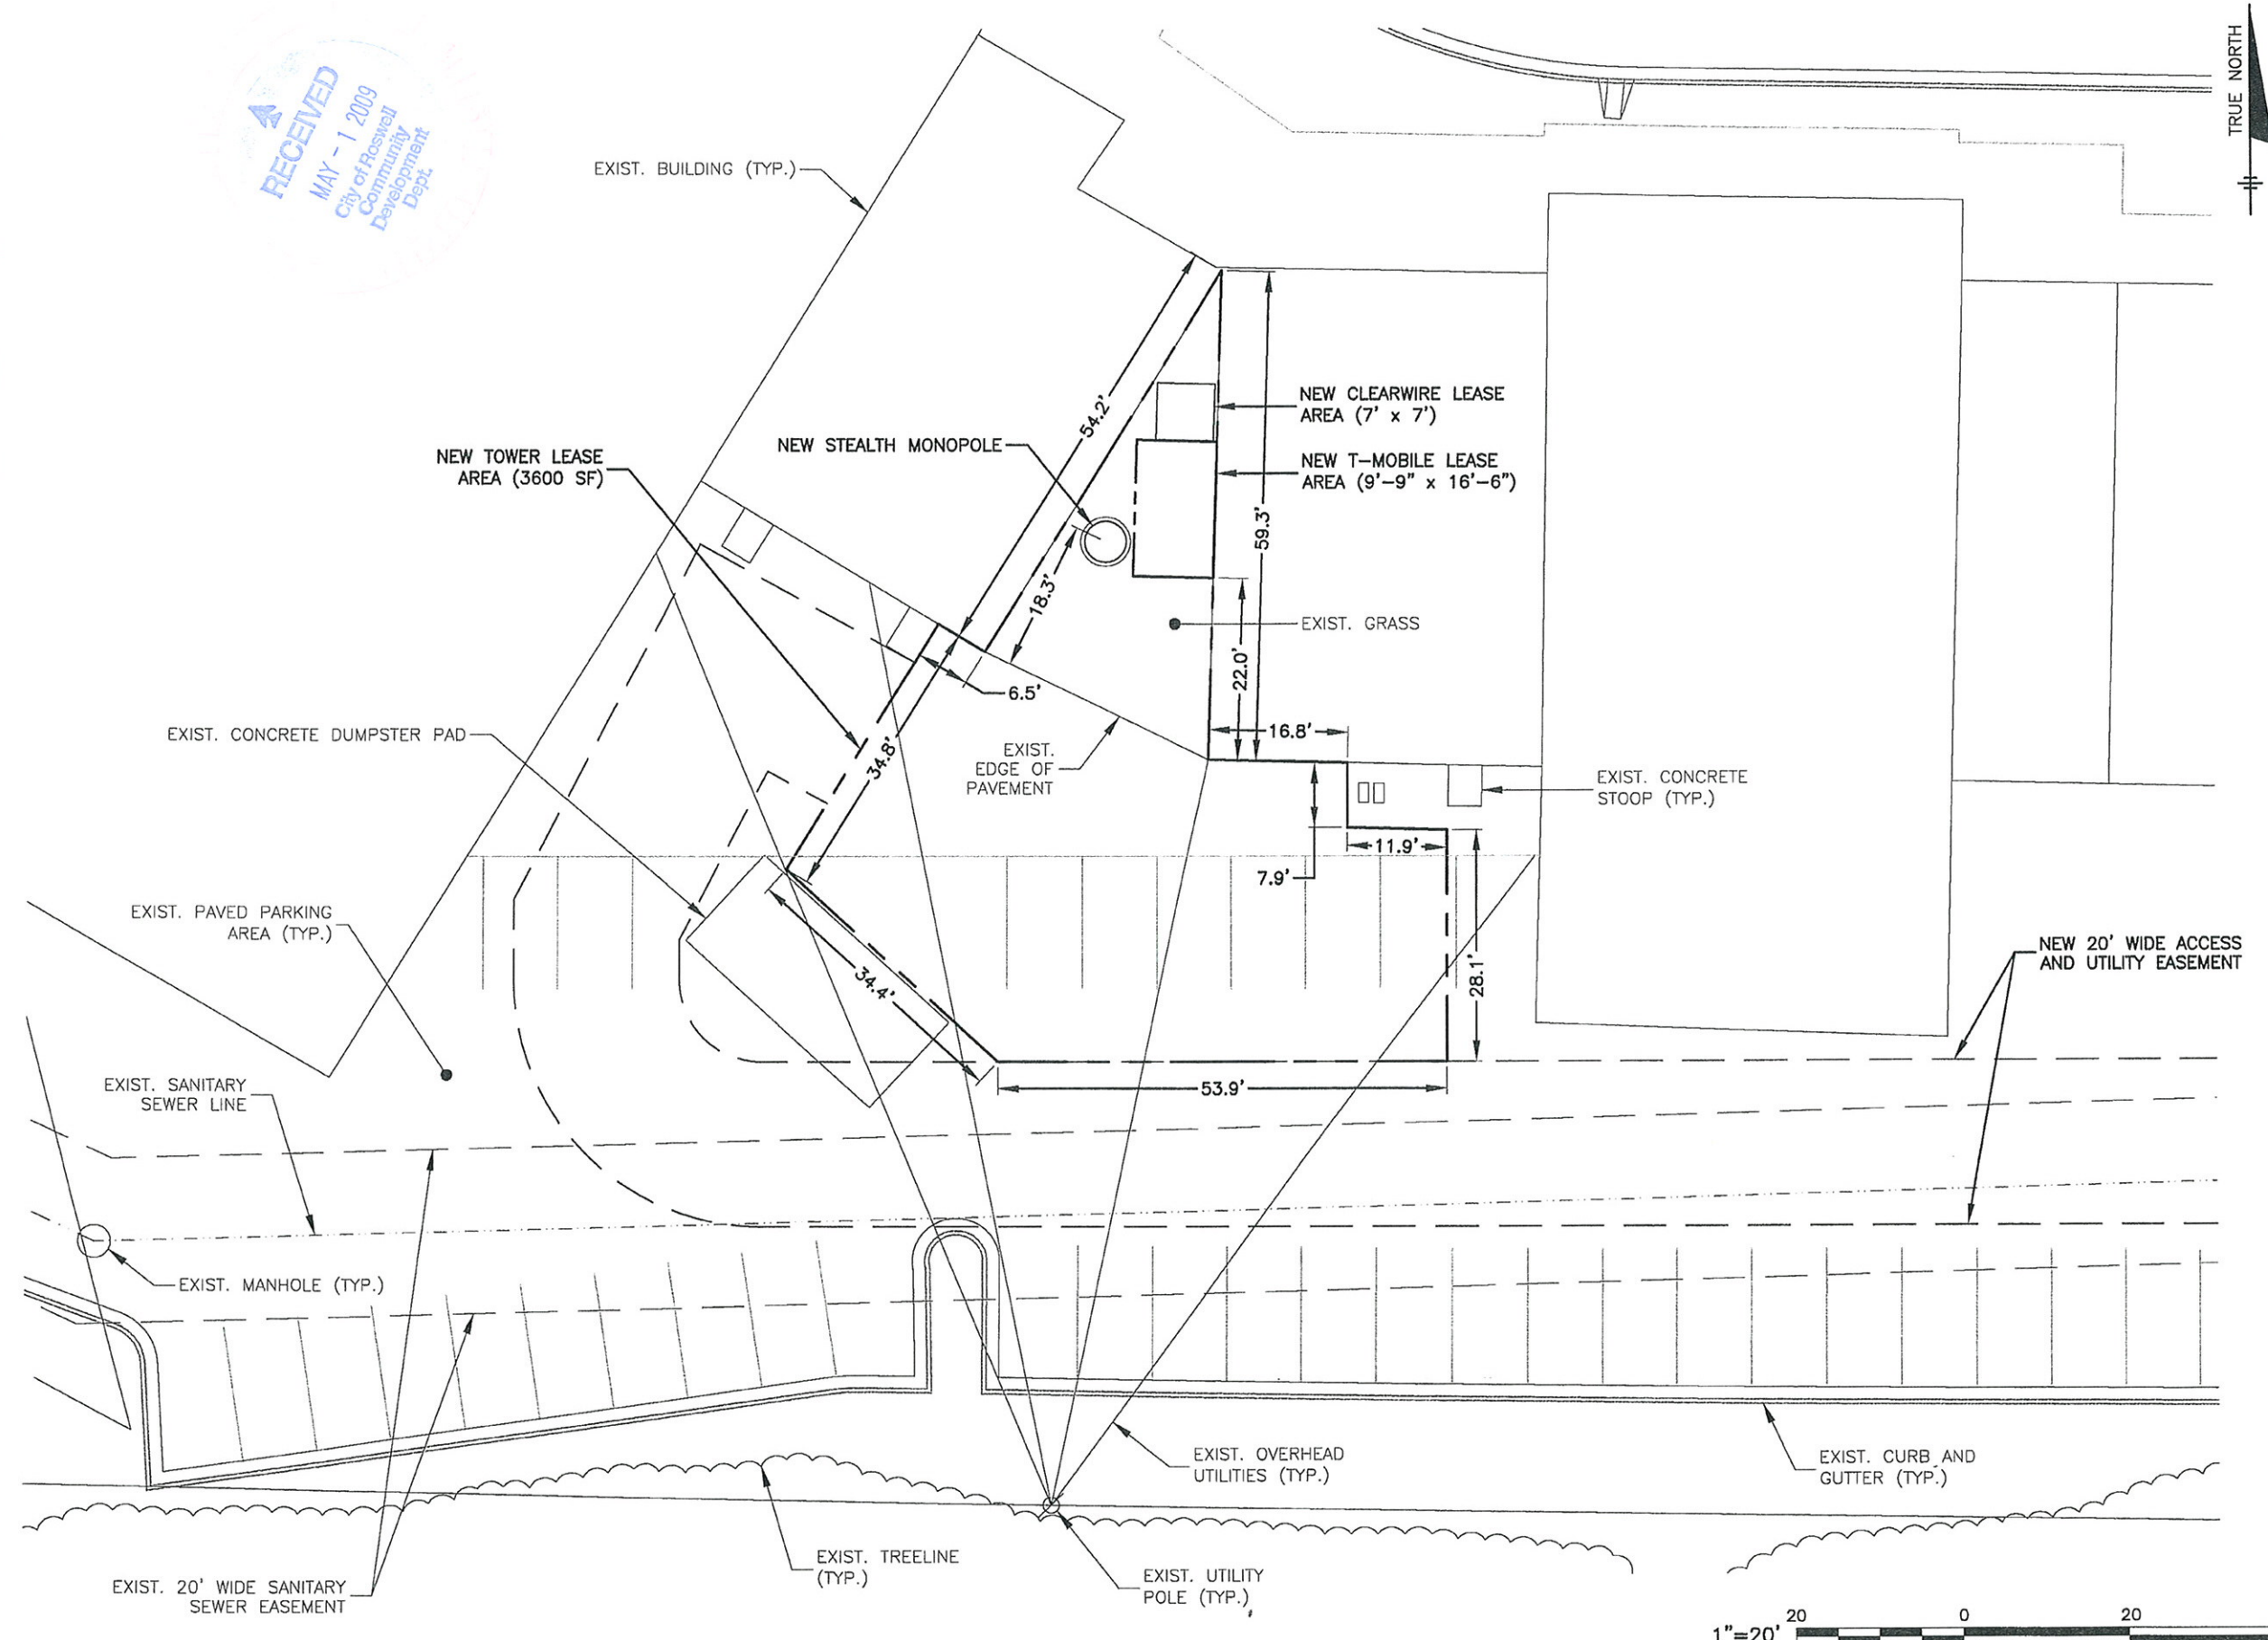 RECEIVED
MAY - 1 2009
City of Roswell
Community
Development
Dept.
TRUE NORTH
EXIST. BUILDING (TYP.)
NEW CLEARWIRE LEASE
AREA (7' x 7')
NEW STEALTH MONOPOLE
NEW TOWER LEASE
AREA (3600 SF)
NEW T-MOBILE LEASE
AREA (9'-9" x 16'-6")
54.2'
59.3'
18.3'
EXIST. GRASS
22.0'
6.5'
16.8'
EXIST. CONCRETE DUMPSTER PAD
34.8'
EXIST.
EDGE OF
PAVEMENT
EXIST. CONCRETE
STOOP (TYP.)
11.9'
7.9'
EXIST. PAVED PARKING
AREA (TYP.)
34.4'
28.1'
NEW 20' WIDE ACCESS
AND UTILITY EASEMENT
53.9'
EXIST. SANITARY
SEWER LINE
EXIST. MANHOLE (TYP.)
EXIST. OVERHEAD
UTILITIES (TYP.)
EXIST. CURB AND
GUTTER (TYP.)
EXIST. TREELINE
(TYP.)
EXIST. UTILITY
POLE (TYP.)
EXIST. 20' WIDE SANITARY
SEWER EASEMENT
20 0 20
1"=20'